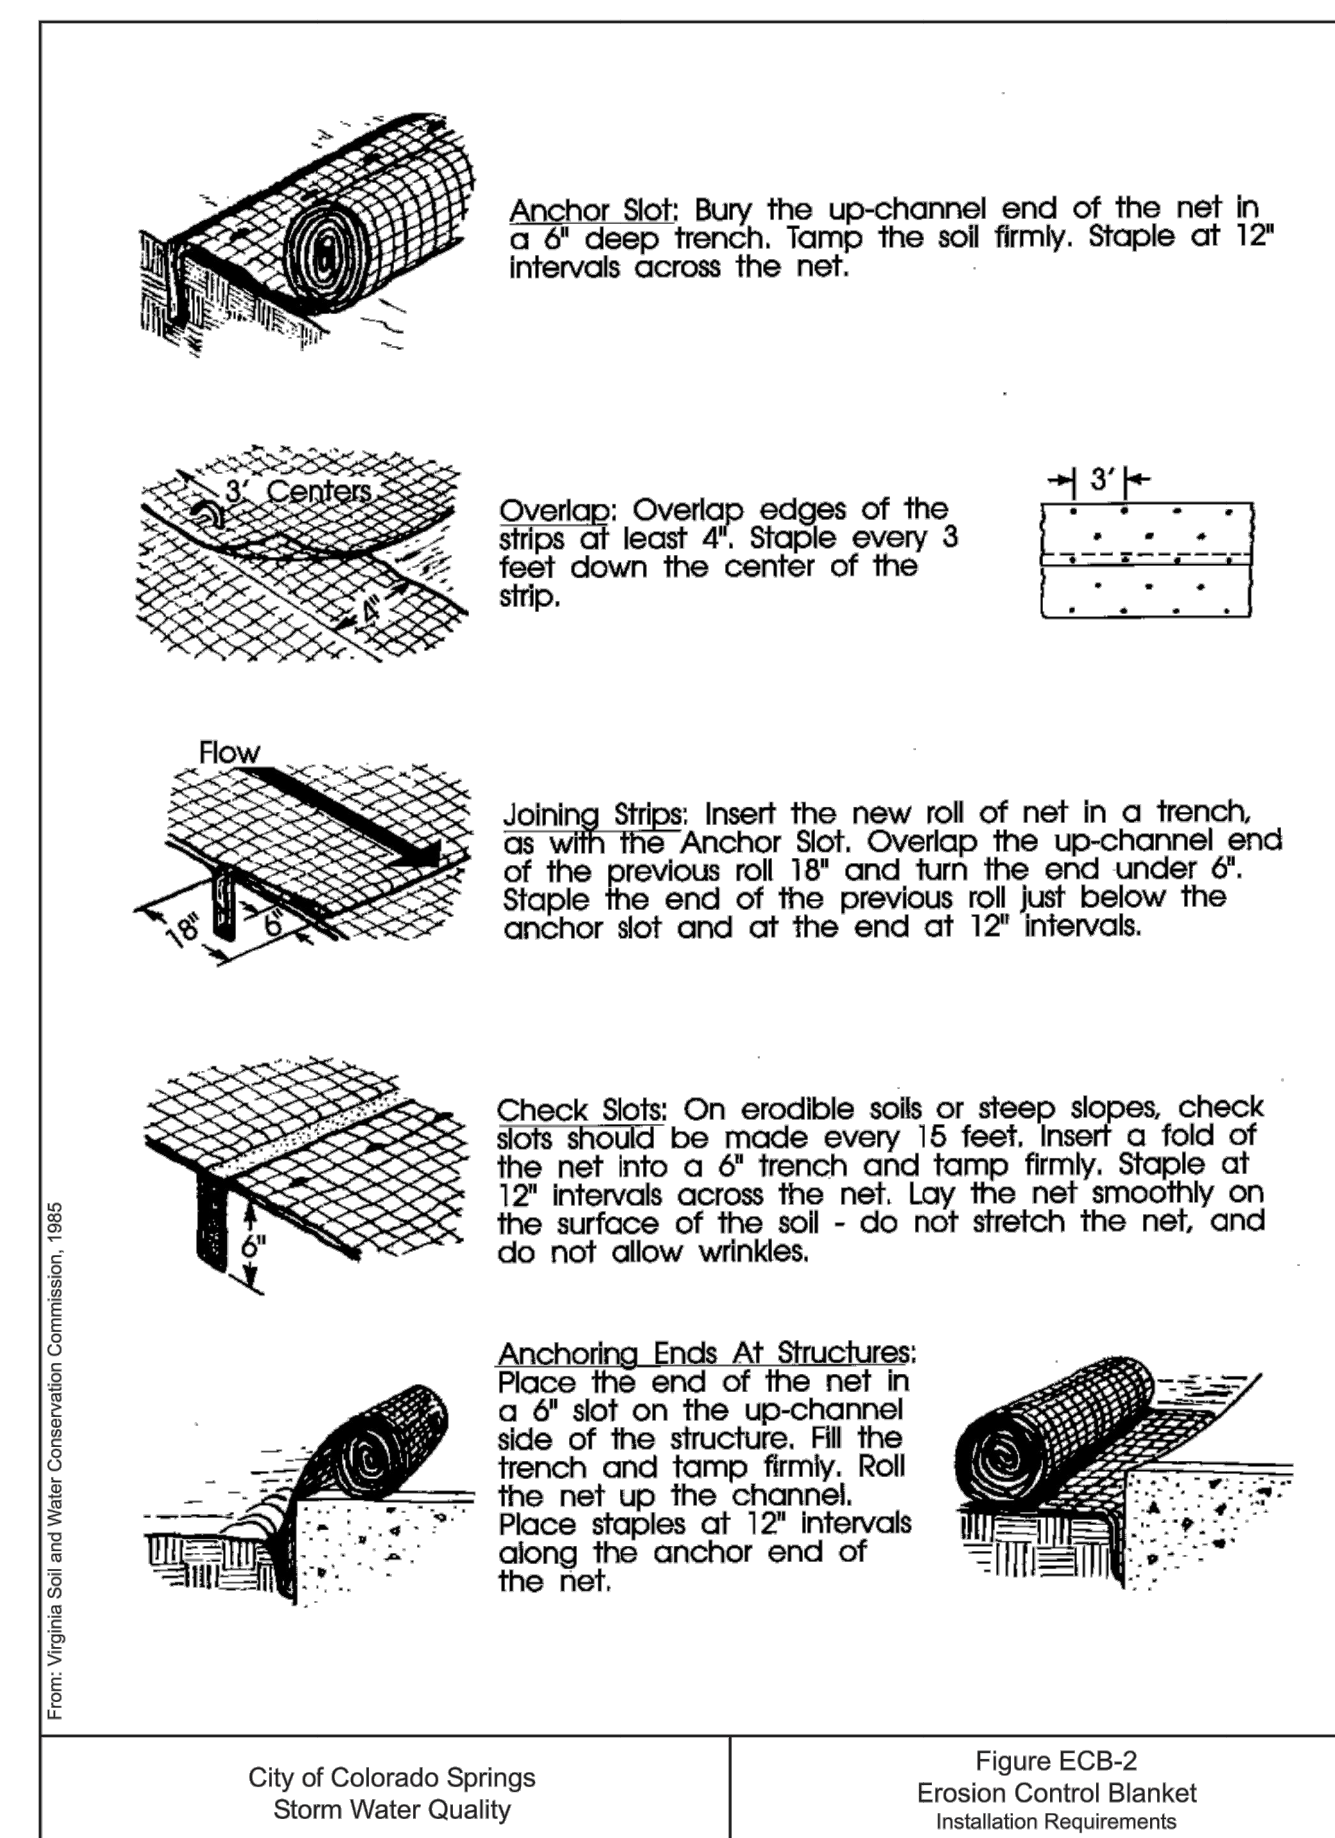 Anchor Slot: Bury the up-channel end of the net in
a 6" deep trench. Tamp the soil firmly. Staple at 12"
intervals across the net.
3' Centers
4"
Overlap: Overlap edges of the
strips at least 4". Staple every 3
feet down the center of the
strip.
3'
Flow
18"
6"
Joining Strips: Insert the new roll of net in a trench,
as with the Anchor Slot. Overlap the up-channel end
of the previous roll 18" and turn the end under 6".
Staple the end of the previous roll just below the
anchor slot and at the end at 12" intervals.
6"
Check Slots: On erodible soils or steep slopes, check
slots should be made every 15 feet. Insert a fold of
the net into a 6" trench and tamp firmly. Staple at
12" intervals across the net. Lay the net smoothly on
the surface of the soil - do not stretch the net, and
do not allow wrinkles.
Anchoring Ends At Structures:
Place the end of the net in
a 6" slot on the up-channel
side of the structure. Fill the
trench and tamp firmly. Roll
the net up the channel.
Place staples at 12" intervals
along the anchor end of
the net.
From: Virginia Soil and Water Conservation Commission, 1985
City of Colorado Springs
Storm Water Quality
Figure ECB-2
Erosion Control Blanket
Installation Requirements